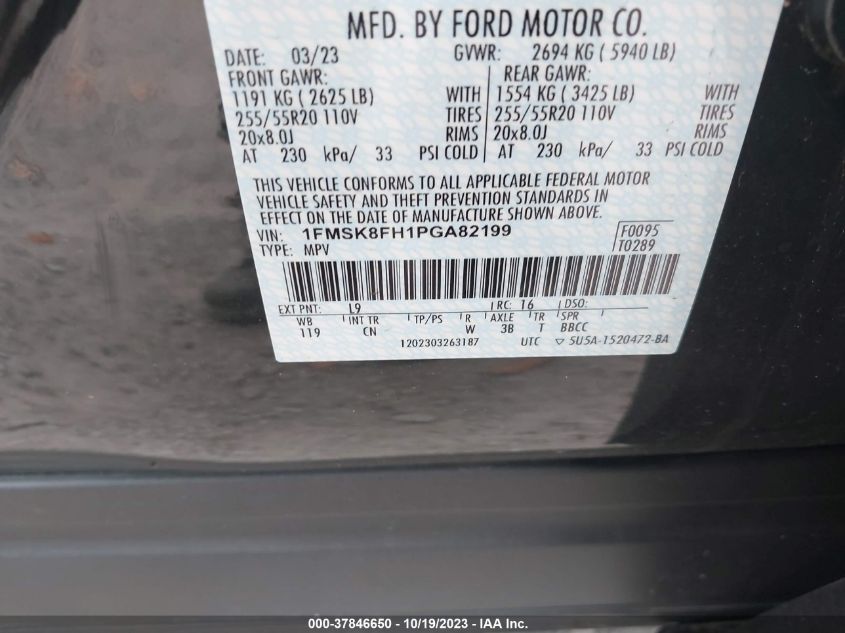 MFD. BY FORD MOTOR CO.
DATE: 03/23 GVWR: 2694 KG ( 5940 LB)
FRONT GAWR: REAR GAWR:
1191 KG ( 2625 LB) WITH 1554 KG ( 3425 LB) WITH
255/55R20 110V TIRES 255/55R20 110V TIRES
20x8.0J RIMS 20x8.0J RIMS
AT 230 kPa/ 33 PSI COLD AT 230 kPa/ 33 PSI COLD
THIS VEHICLE CONFORMS TO ALL APPLICABLE FEDERAL MOTOR
VEHICLE SAFETY AND THEFT PREVENTION STANDARDS IN
EFFECT ON THE DATE OF MANUFACTURE SHOWN ABOVE.
VIN: 1FMSK8FH1PGA82199 F0095
TYPE: MPV T0289
EXT PNT: L9 RC: 16 DSO:
WB INT TR TP/PS R AXLE TR SPR
119 CN W 3B T BBCC
1202303263187 UTC ▽ 5U5A-1520472-BA
000-37846650 - 10/19/2023 - Copyright © 2023 IAA, Inc.